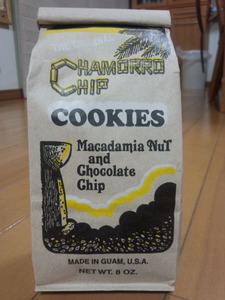 CHAMORRO
CHIP
COOKIES
Macadamia Nut
and
Chocolate
Chip
MADE IN GUAM, U.S.A.
NET WT. 8 OZ.